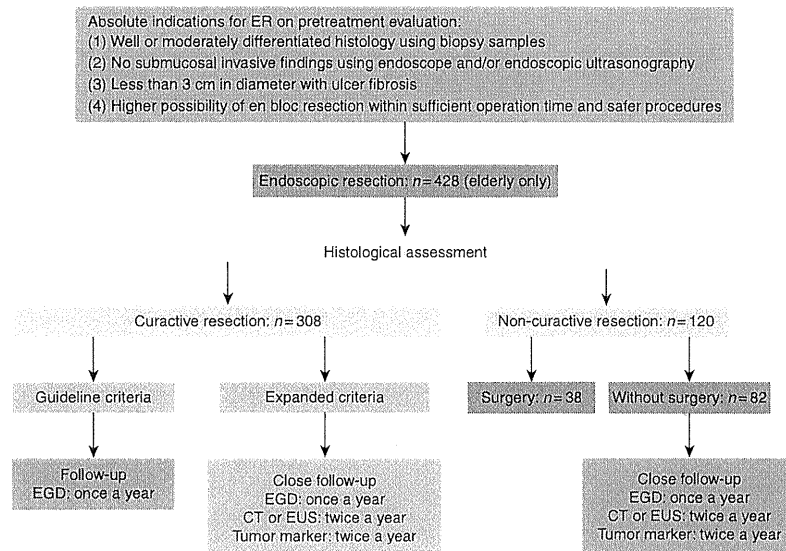 Absolute indications for ER on pretreatment evaluation:
(1) Well or moderately differentiated histology using biopsy samples
(2) No submucosal invasive findings using endoscope and/or endoscopic ultrasonography
(3) Less than 3 cm in diameter with ulcer fibrosis
(4) Higher possibility of en bloc resection within sufficient operation time and safer procedures
Endoscopic resection: n=428 (elderly only)
Histological assessment
Curactive resection: n=308
Non-curactive resection: n=120
Guideline criteria
Expanded criteria
Surgery: n=38
Without surgery: n=82
Follow-up
EGD: once a year
Close follow-up
EGD: once a year
CT or EUS: twice a year
Tumor marker: twice a year
Close follow-up
EGD: once a year
CT or EUS: twice a year
Tumor marker: twice a year